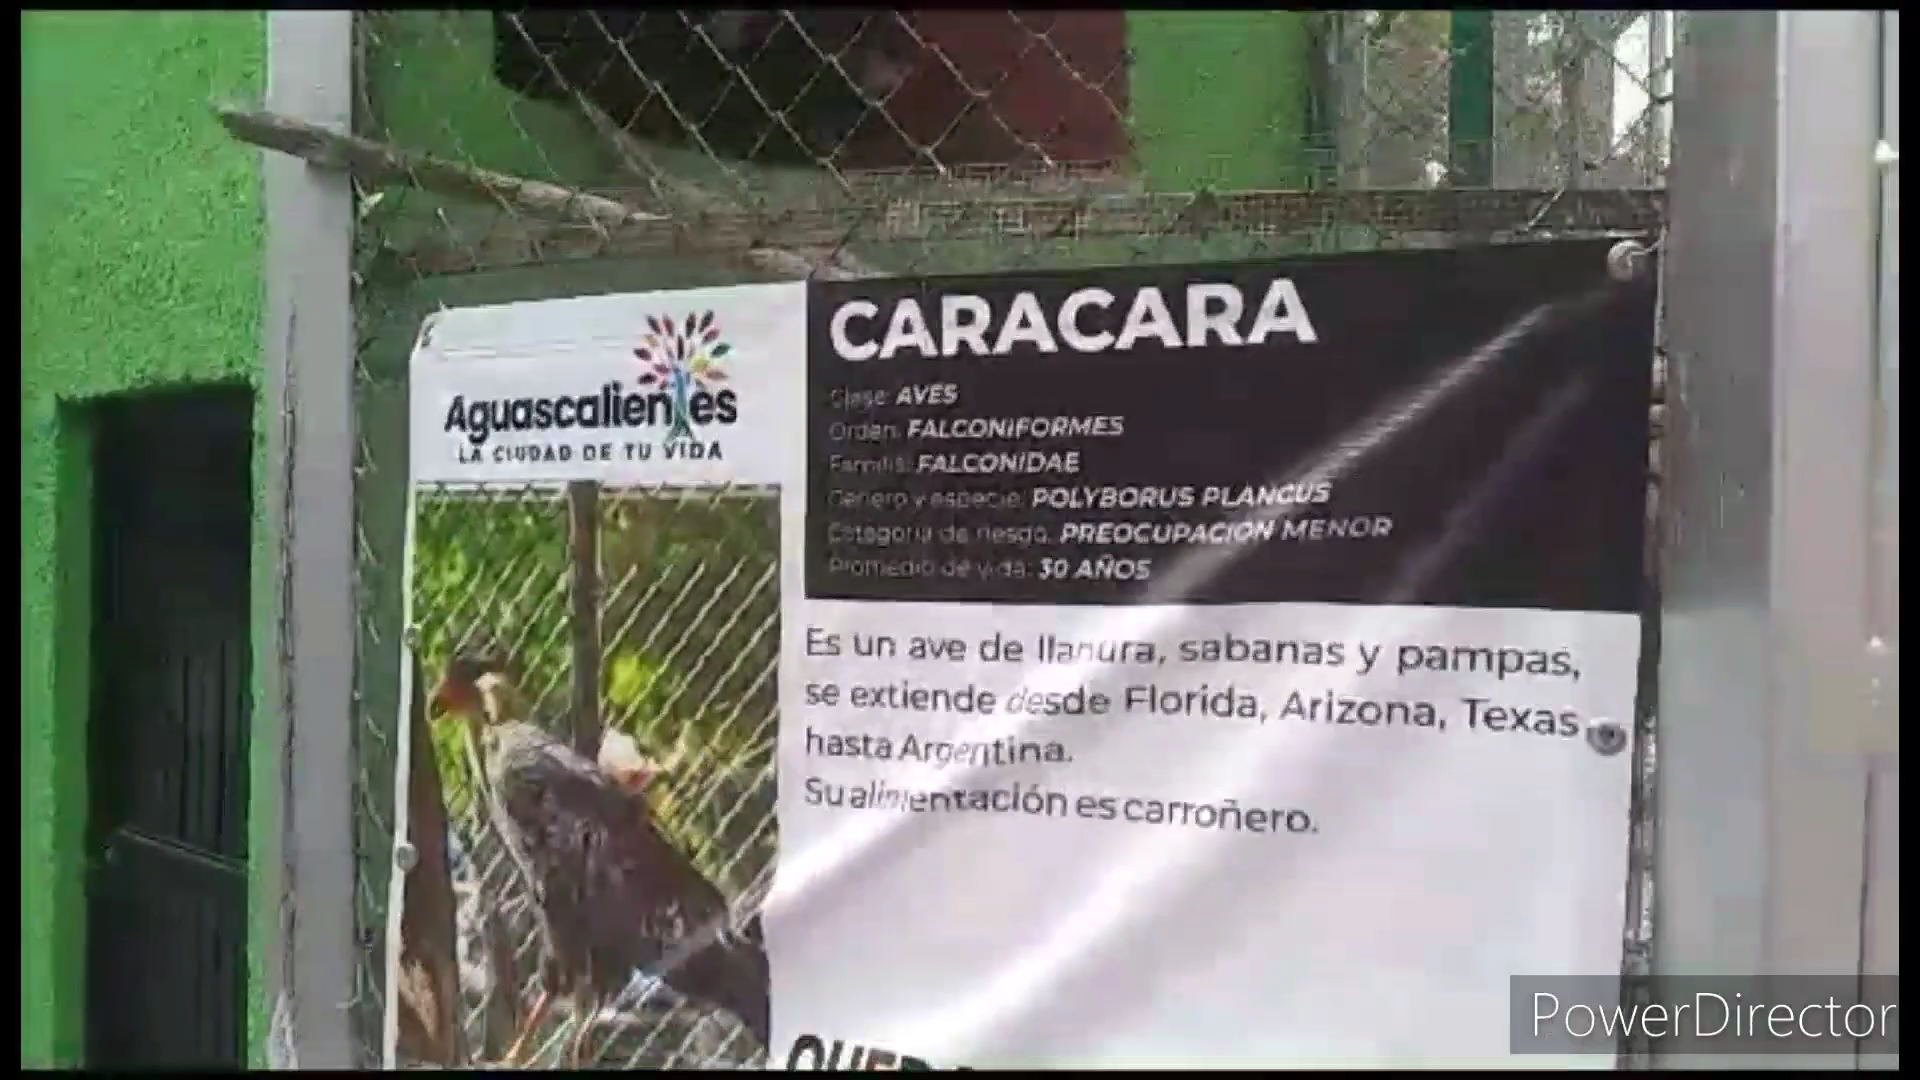 Aguascalientes
LA CIUDAD DE TU VIDA
CARACARA
Clase: AVES
Orden: FALCONIFORMES
Familia: FALCONIDAE
Genero y especie: POLYBORUS PLANCUS
Categoria de riesgo: PREOCUPACION MENOR
Promedio de vida: 30 AÑOS
Es un ave de llanura, sabanas y pampas,
se extiende desde Florida, Arizona, Texas
hasta Argentina.
Su alimentación es carroñero.
PowerDirector